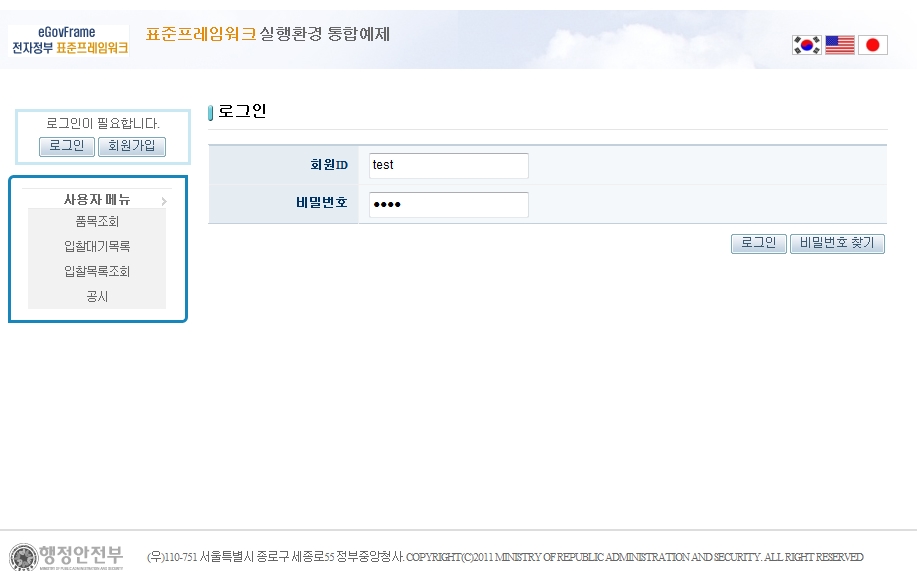 eGovFrame
전자정부 표준프레임워크
표준프레임워크 실행환경 통합예제
로그인이 필요합니다.
로그인 회원가입
사용자 메뉴
품목조회
입찰대기목록
입찰목록조회
공시
로그인
회원ID test
비밀번호 ••••
로그인 비밀번호 찾기
행정안전부
(우)110-751 서울특별시 종로구 세종로55 정부중앙청사. COPYRIGHT(C)2011 MINISTRY OF REPUBLIC ADMINISTRATION AND SECURITY. ALL RIGHT RESERVED